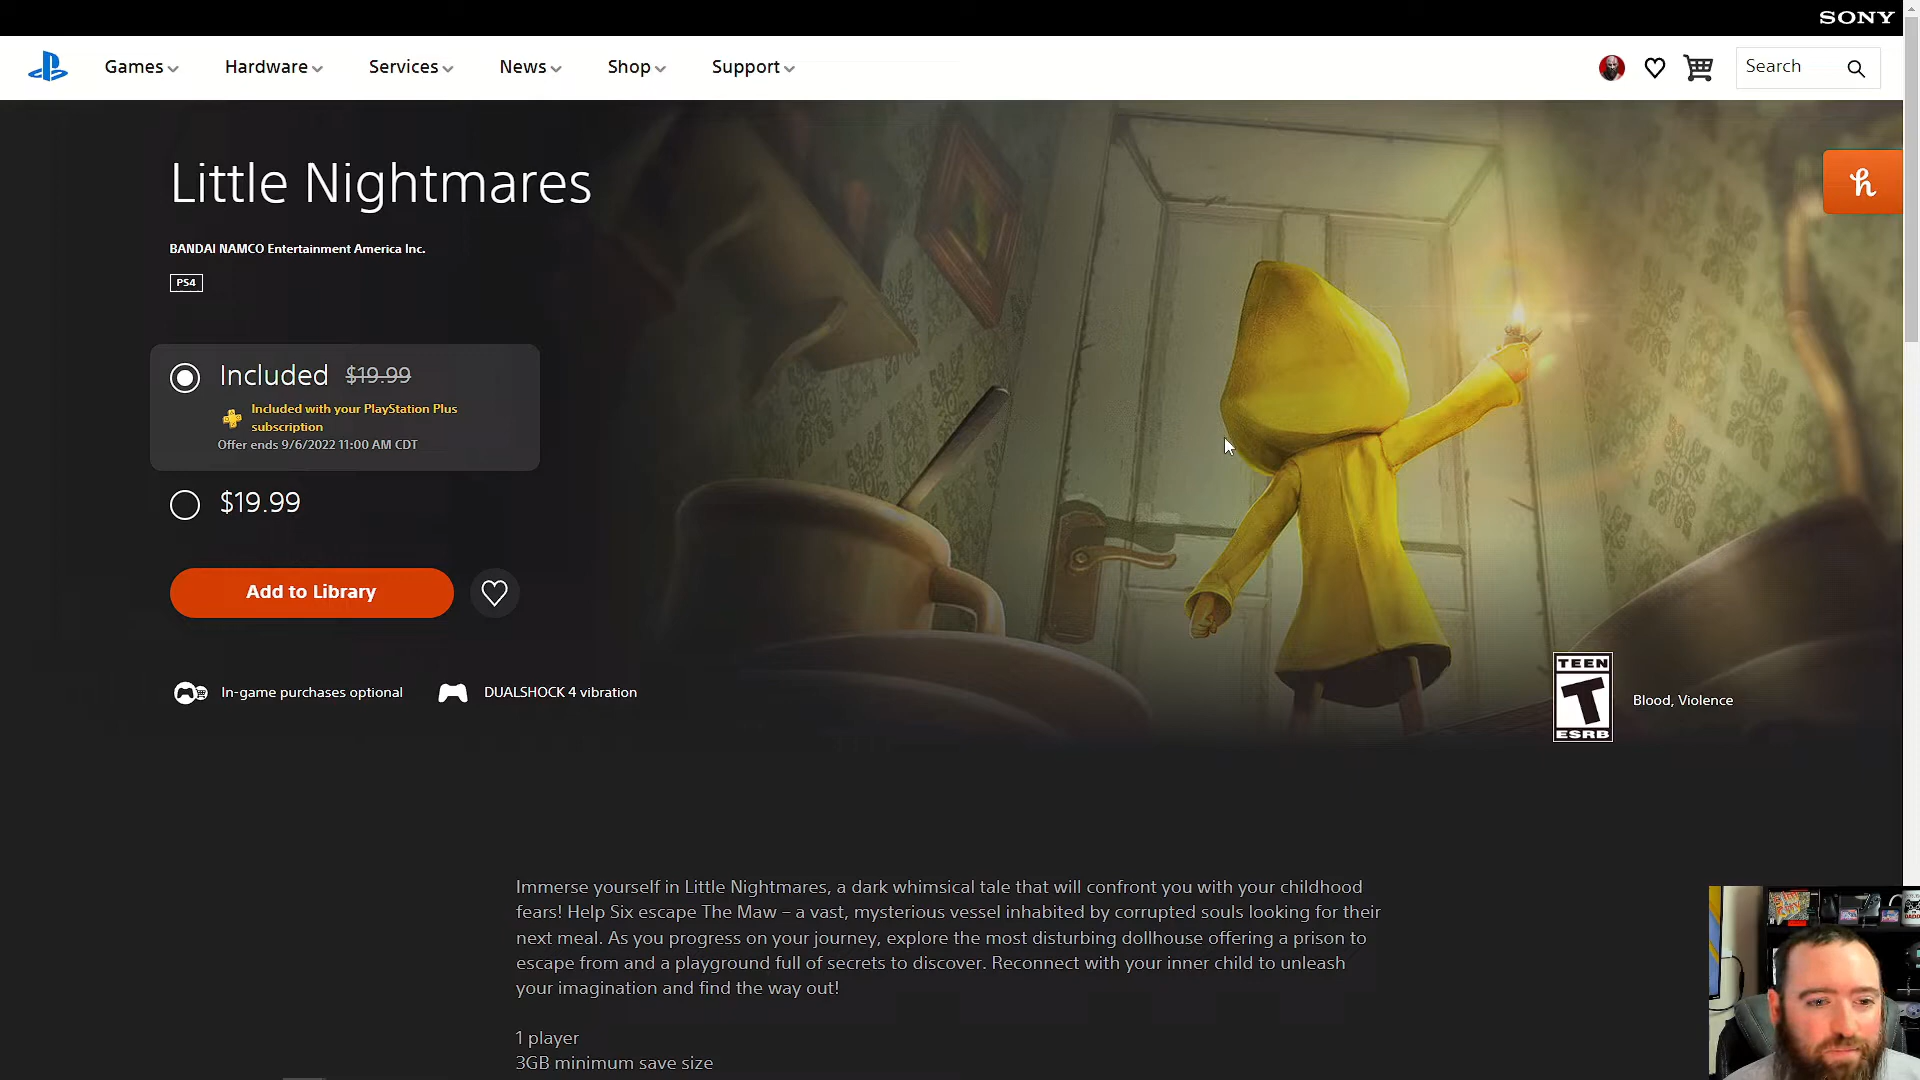 SONY
Games
Hardware
Services
News
Shop
Support
Search
Little Nightmares
BANDAI NAMCO Entertainment America Inc.
PS4
Included $19.99
Included with your PlayStation Plus
subscription
Offer ends 9/6/2022 11:00 AM CDT
$19.99
Add to Library
In-game purchases optional
DUALSHOCK 4 vibration
TEEN
T
ESRB
Blood, Violence
Immerse yourself in Little Nightmares, a dark whimsical tale that will confront you with your childhood
fears! Help Six escape The Maw – a vast, mysterious vessel inhabited by corrupted souls looking for their
next meal. As you progress on your journey, explore the most disturbing dollhouse offering a prison to
escape from and a playground full of secrets to discover. Reconnect with your inner child to unleash
your imagination and find the way out!
1 player
3GB minimum save size